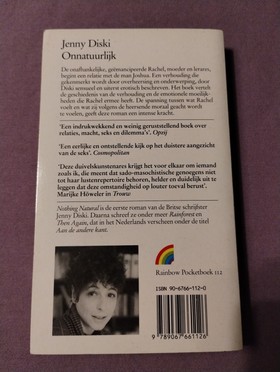 Jenny Diski
Onnatuurlijk
De onafhankelijke, geëmancipeerde Rachel, moeder en lerares,
begint een relatie met de man Joshua. Een verhouding die
gekenmerkt wordt door overheersing en onderwerping, door
Diski sensueel en uiterst erotisch beschreven. Het boek vertelt
de geschiedenis van die verhouding en de emotionele moeilijk-
heden die Rachel ermee heeft. De spanning tussen wat Rachel
voelt en wat zij volgens de heersende moraal geacht wordt
te voelen, geeft deze roman een intense kracht.
'Een indrukwekkend en weinig geruststellend boek over
relaties, macht, seks en dilemma's'. Opzij
'Een eerlijke en ontstellende kijk op het duistere aangezicht
van de seks'. Cosmopolitan
'Deze duivelskunstenares krijgt het voor elkaar om iemand
zoals ik, die meent dat sado-masochistische genoegens niet
tot haar lustenrepertoire behoren, helder en duidelijk uit te
leggen dat deze omstandigheid op louter toeval berust'.
Marijke Höweler in Trouw
Nothing Natural is de eerste roman van de Britse schrijfster
Jenny Diski. Daarna schreef ze onder meer Rainforest en
Then Again, dat in het Nederlands verscheen onder de titel
Aan de andere kant.
Rainbow Pocketboek 112
ISBN 90-6766-112-0
9 789067 661126